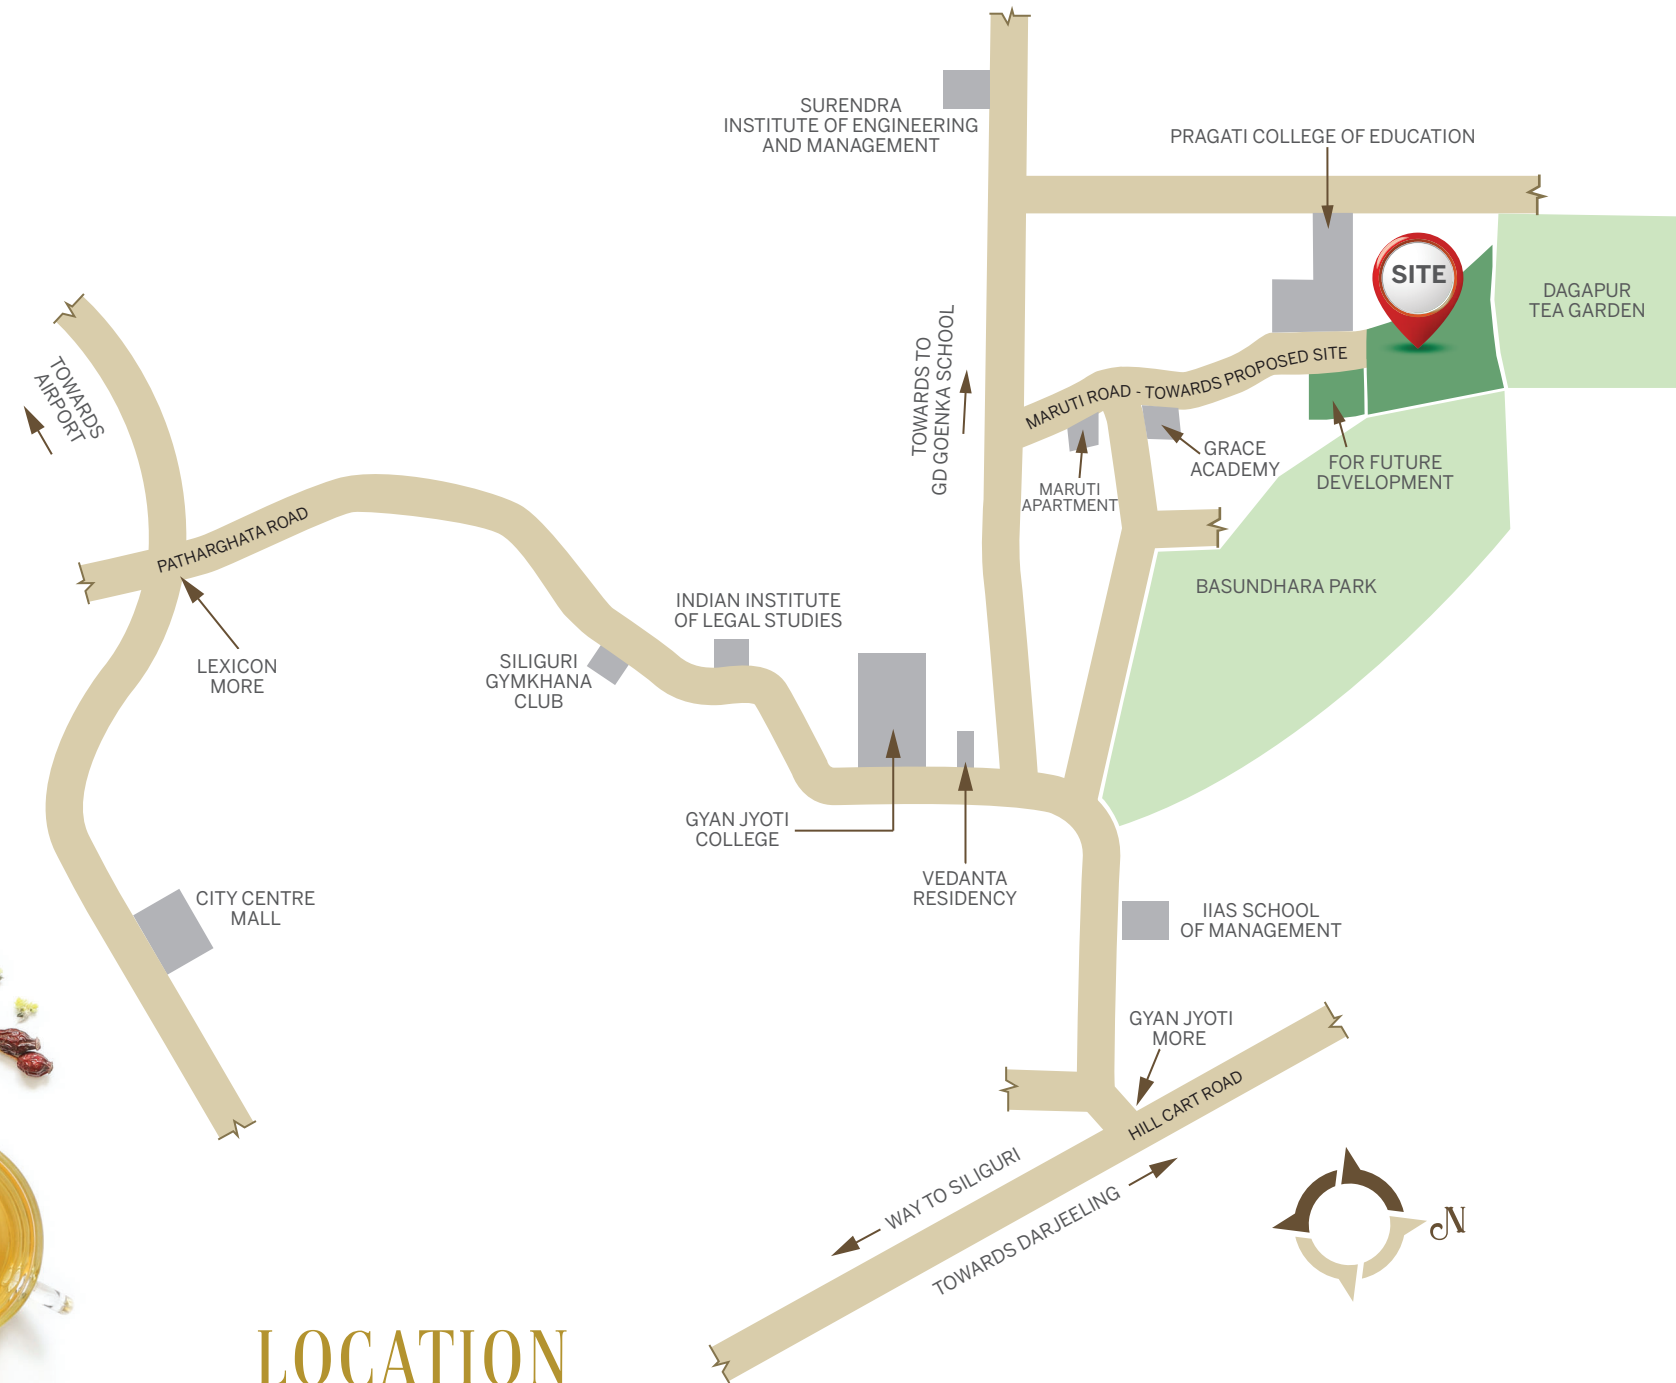 SURENDRA
INSTITUTE OF ENGINEERING
AND MANAGEMENT
PRAGATI COLLEGE OF EDUCATION
SITE
DAGAPUR
TEA GARDEN
TOWARDS TO
GD GOENKA SCHOOL
MARUTI ROAD - TOWARDS PROPOSED SITE
TOWARDS
AIRPORT
GRACE
ACADEMY
FOR FUTURE
DEVELOPMENT
MARUTI
APARTMENT
PATHARGHATA ROAD
BASUNDHARA PARK
INDIAN INSTITUTE
OF LEGAL STUDIES
LEXICON
MORE
SILIGURI
GYMKHANA
CLUB
GYAN JYOTI
COLLEGE
VEDANTA
RESIDENCY
CITY CENTRE
MALL
IIAS SCHOOL
OF MANAGEMENT
GYAN JYOTI
MORE
HILL CART ROAD
WAY TO SILIGURI
TOWARDS DARJEELING
N
LOCATION